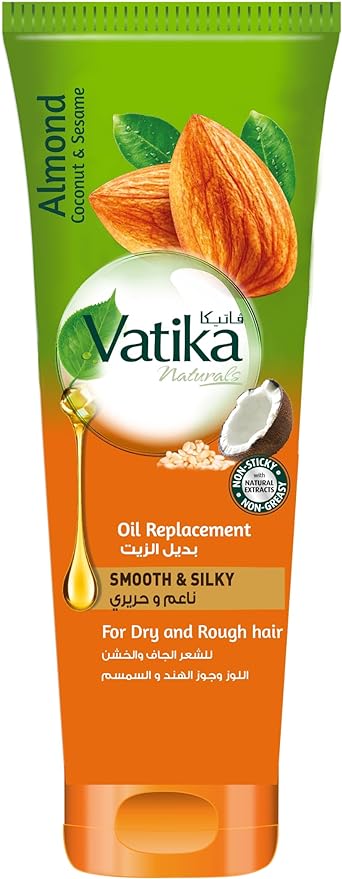 Almond
Coconut & Sesame
فاتيكا
Vatika
Naturals
NON-STICKY
with
NATURAL
EXTRACTS
NON-GREASY
Oil Replacement
بديل الزيت
SMOOTH & SILKY
ناعم و حريري
For Dry and Rough hair
للشعر الجاف والخشن
اللوز وجوز الهند و السمسم